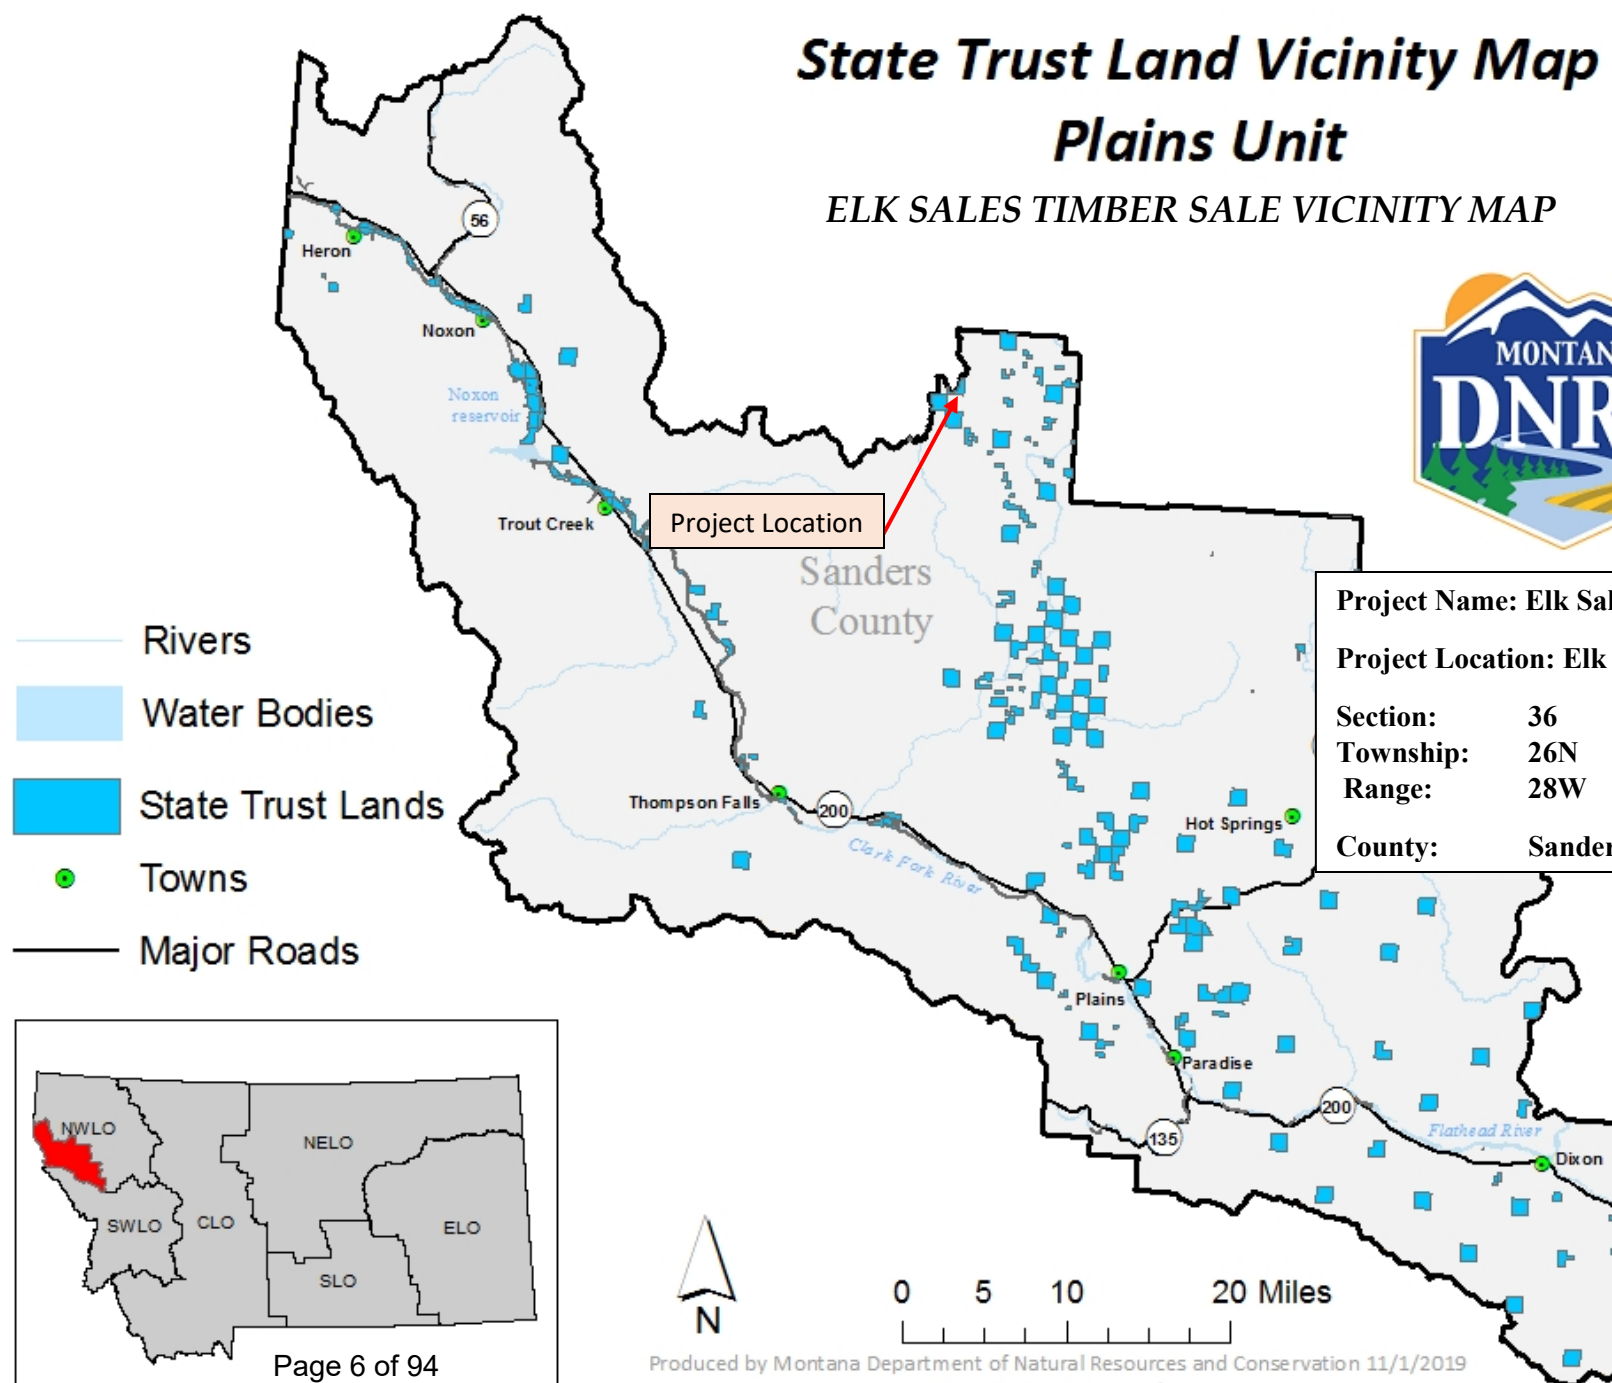 State Trust Land Vicinity Map
Plains Unit
ELK SALES TIMBER SALE VICINITY MAP
56
Heron
Noxon
Noxon
reservoir
Trout Creek
Project Location
Sanders
County
MONTAN
DNR
Project Name: Elk Sal
Project Location: Elk
Section: 36
Township: 26N
Range: 28W
County: Sander
Rivers
Water Bodies
State Trust Lands
Towns
Major Roads
Thompson Falls
200
Clark Fork River
Hot Springs
Plains
Paradise
200
135
Flathead River
Dixon
NWLO
NELO
SWLO
CLO
ELO
SLO
Page 6 of 94
N
0 5 10 20 Miles
Produced by Montana Department of Natural Resources and Conservation 11/1/2019